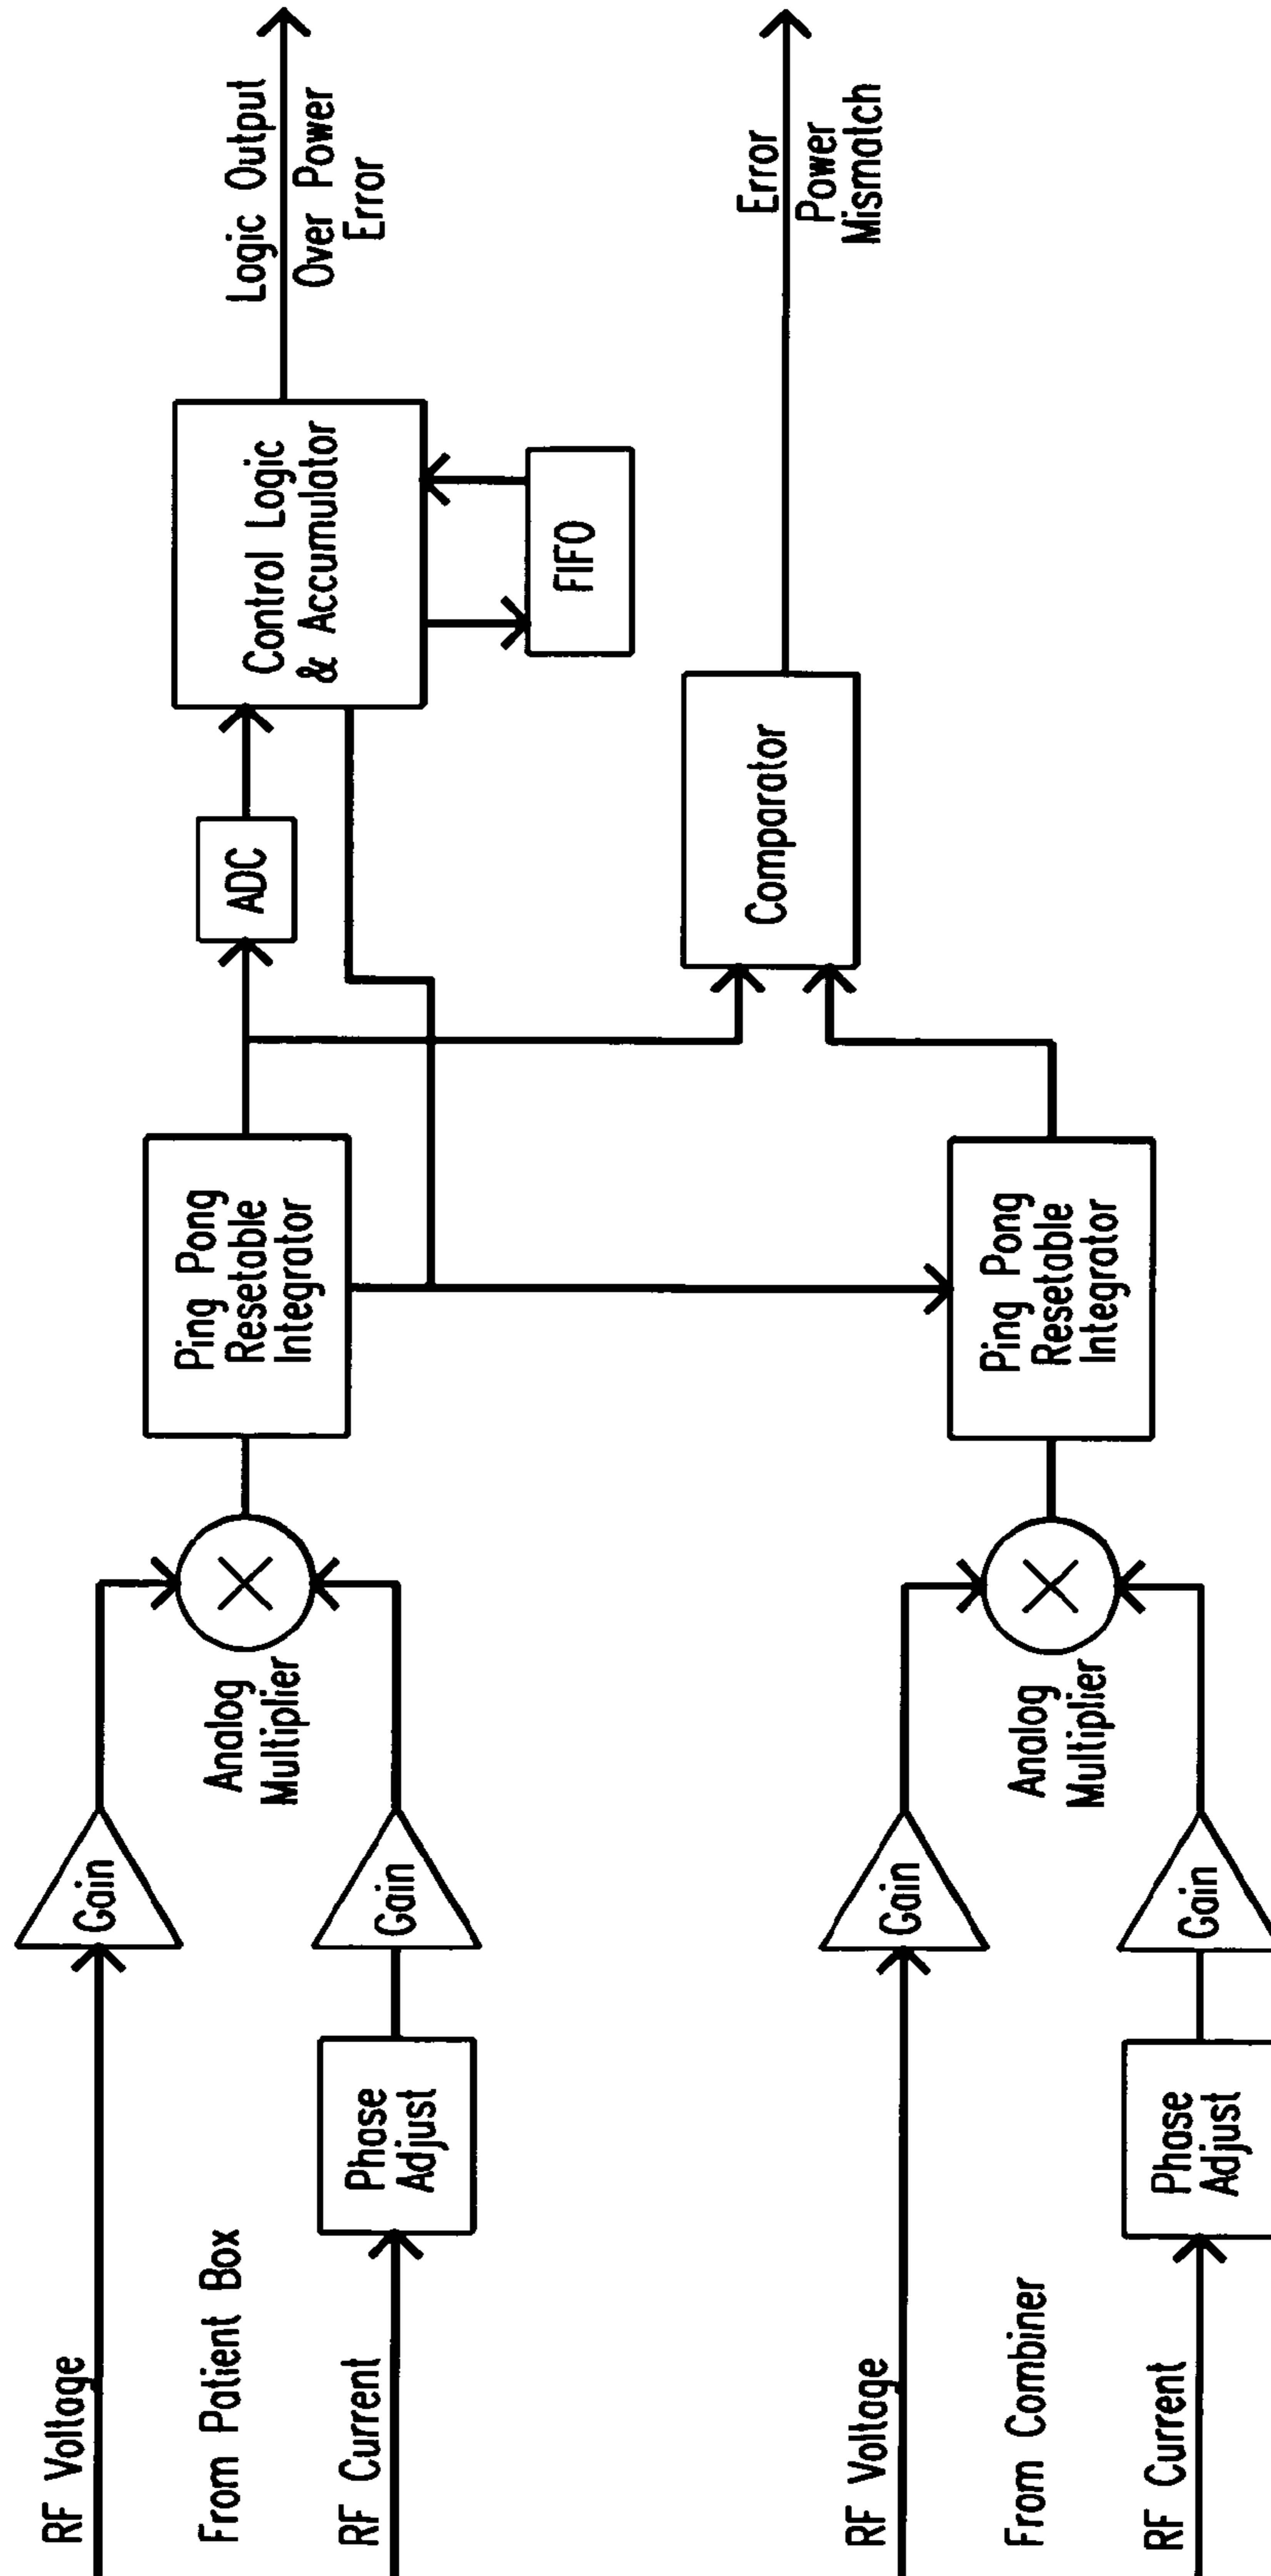 RF Voltage
From Patient Box
RF Current
Phase
Adjust
Gain
Gain
Analog
Multiplier
Ping Pong
Resetable
Integrator
ADC
Control Logic
& Accumulator
FIFO
Logic Output
Over Power
Error
RF Voltage
From Combiner
RF Current
Phase
Adjust
Gain
Gain
Analog
Multiplier
Ping Pong
Resetable
Integrator
Comparator
Error
Power
Mismatch